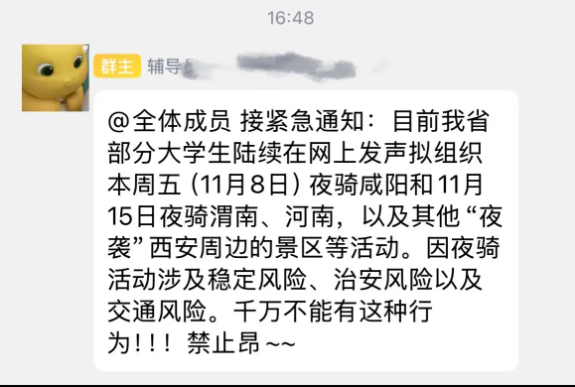 16:48
群主 辅导
@全体成员 接紧急通知：目前我省
部分大学生陆续在网上发声拟组织
本周五（11月8日）夜骑咸阳和11月
15日夜骑渭南、河南，以及其他“夜
袭”西安周边的景区等活动。因夜骑
活动涉及稳定风险、治安风险以及
交通风险。千万不能有这种行
为!!! 禁止昂~~